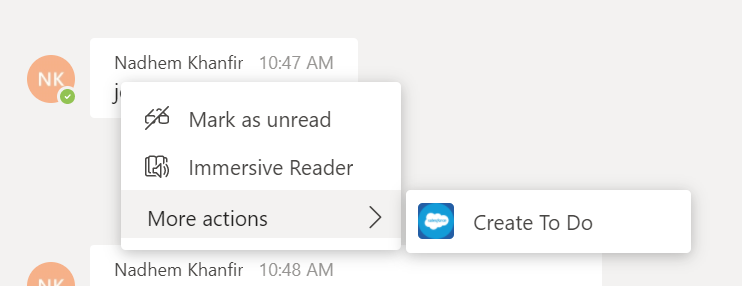 Nadhem Khanfir 10:47 AM
NK
Mark as unread
Immersive Reader
More actions
Create To Do
Nadhem Khanfir 10:48 AM
NK